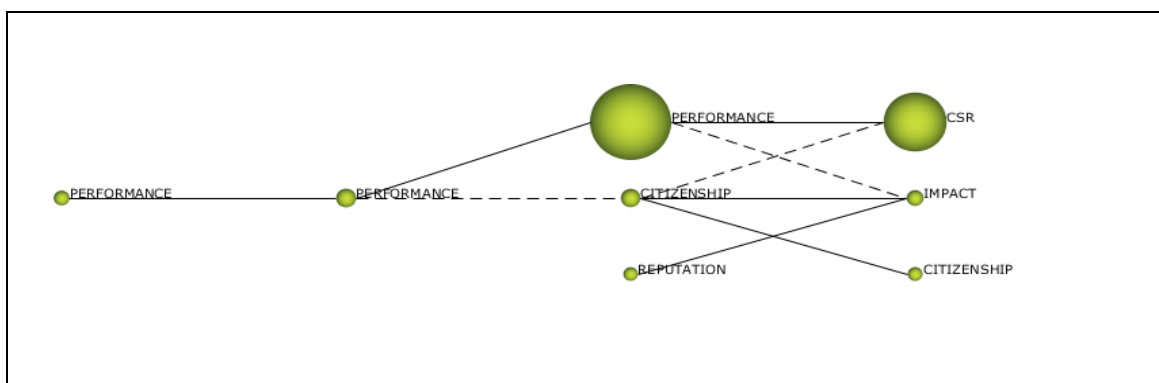 PERFORMANCE CSR
PERFORMANCE PERFORMANCE CITIZENSHIP IMPACT
REPUTATION CITIZENSHIP